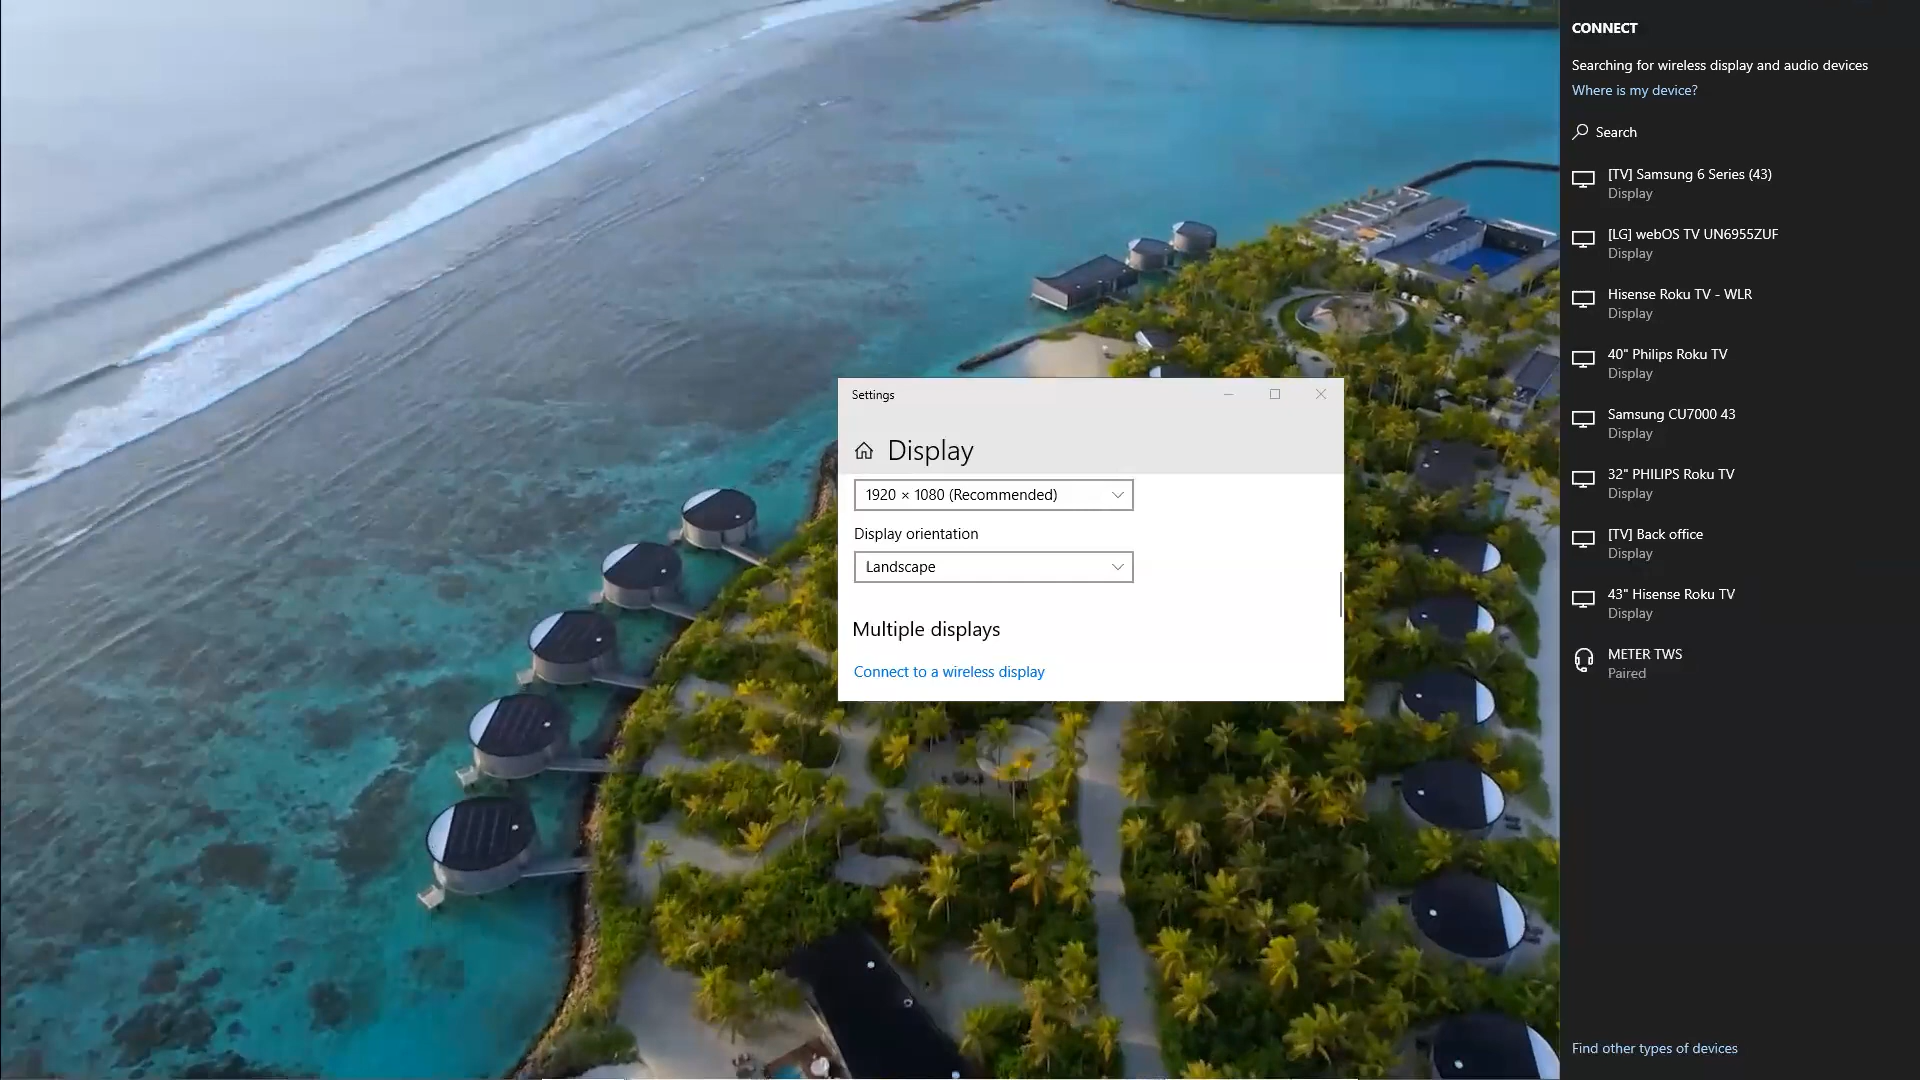 Settings
Display
1920 × 1080 (Recommended)
Display orientation
Landscape
Multiple displays
Connect to a wireless display
CONNECT
Searching for wireless display and audio devices
Where is my device?
Search
[TV] Samsung 6 Series (43)
Display
[LG] webOS TV UN6955ZUF
Display
Hisense Roku TV - WLR
Display
40" Philips Roku TV
Display
Samsung CU7000 43
Display
32" PHILIPS Roku TV
Display
[TV] Back office
Display
43" Hisense Roku TV
Display
METER TWS
Paired
Find other types of devices